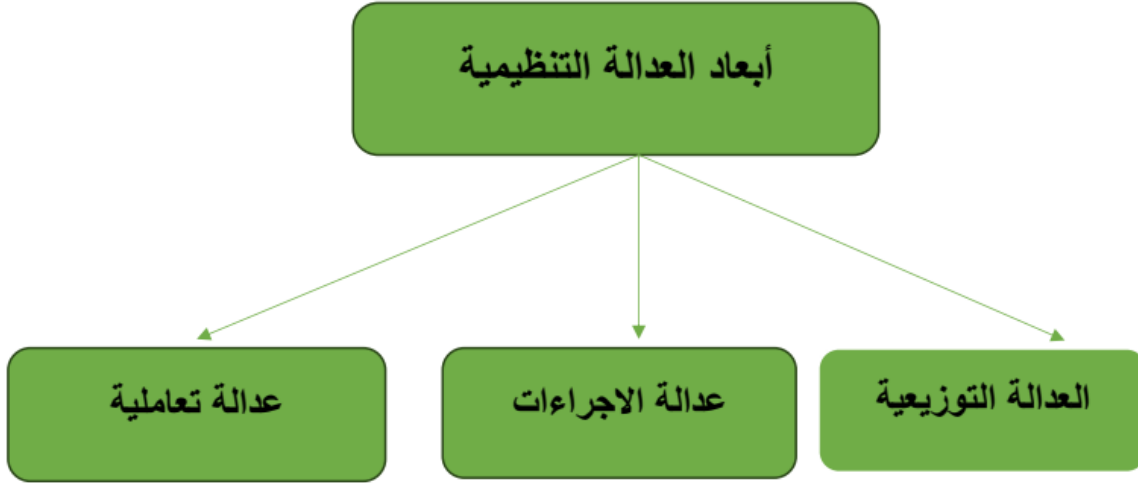 أبعاد العدالة التنظيمية
العدالة التوزيعية
عدالة الاجراءات
عدالة تعاملية